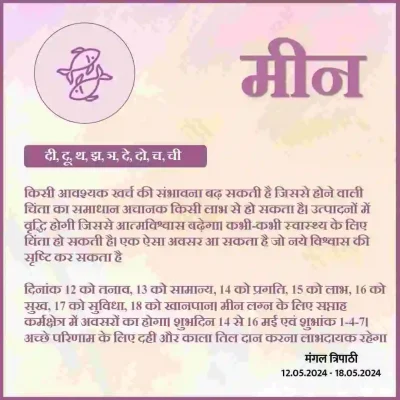 मीन
दी, दू, थ, झ, ञ, दे, दो, च, ची
किसी आवश्यक खर्च की संभावना बढ़ सकती है जिससे होने वाली
चिंता का समाधान अचानक किसी लाभ से हो सकता है। उत्पादनों में
वृद्धि होगी जिससे आत्मविश्वास बढ़ेगा। कभी-कभी स्वास्थ्य के लिए
चिंता हो सकती है। एक ऐसा अवसर आ सकता है जो नये विश्वास की
सृष्टि कर सकता है
दिनांक 12 को तनाव, 13 को सामान्य, 14 को प्रगति, 15 को लाभ, 16 को
सुख, 17 को सुविधा, 18 को खानपान। मीन लग्न के लिए सप्ताह
कर्मक्षेत्र में अवसरों का होगा। शुभदिन 14 से 16 मई एवं शुभांक 1-4-7।
अच्छे परिणाम के लिए दही और काला तिल दान करना लाभदायक रहेगा
मंगल त्रिपाठी
12.05.2024 - 18.05.2024